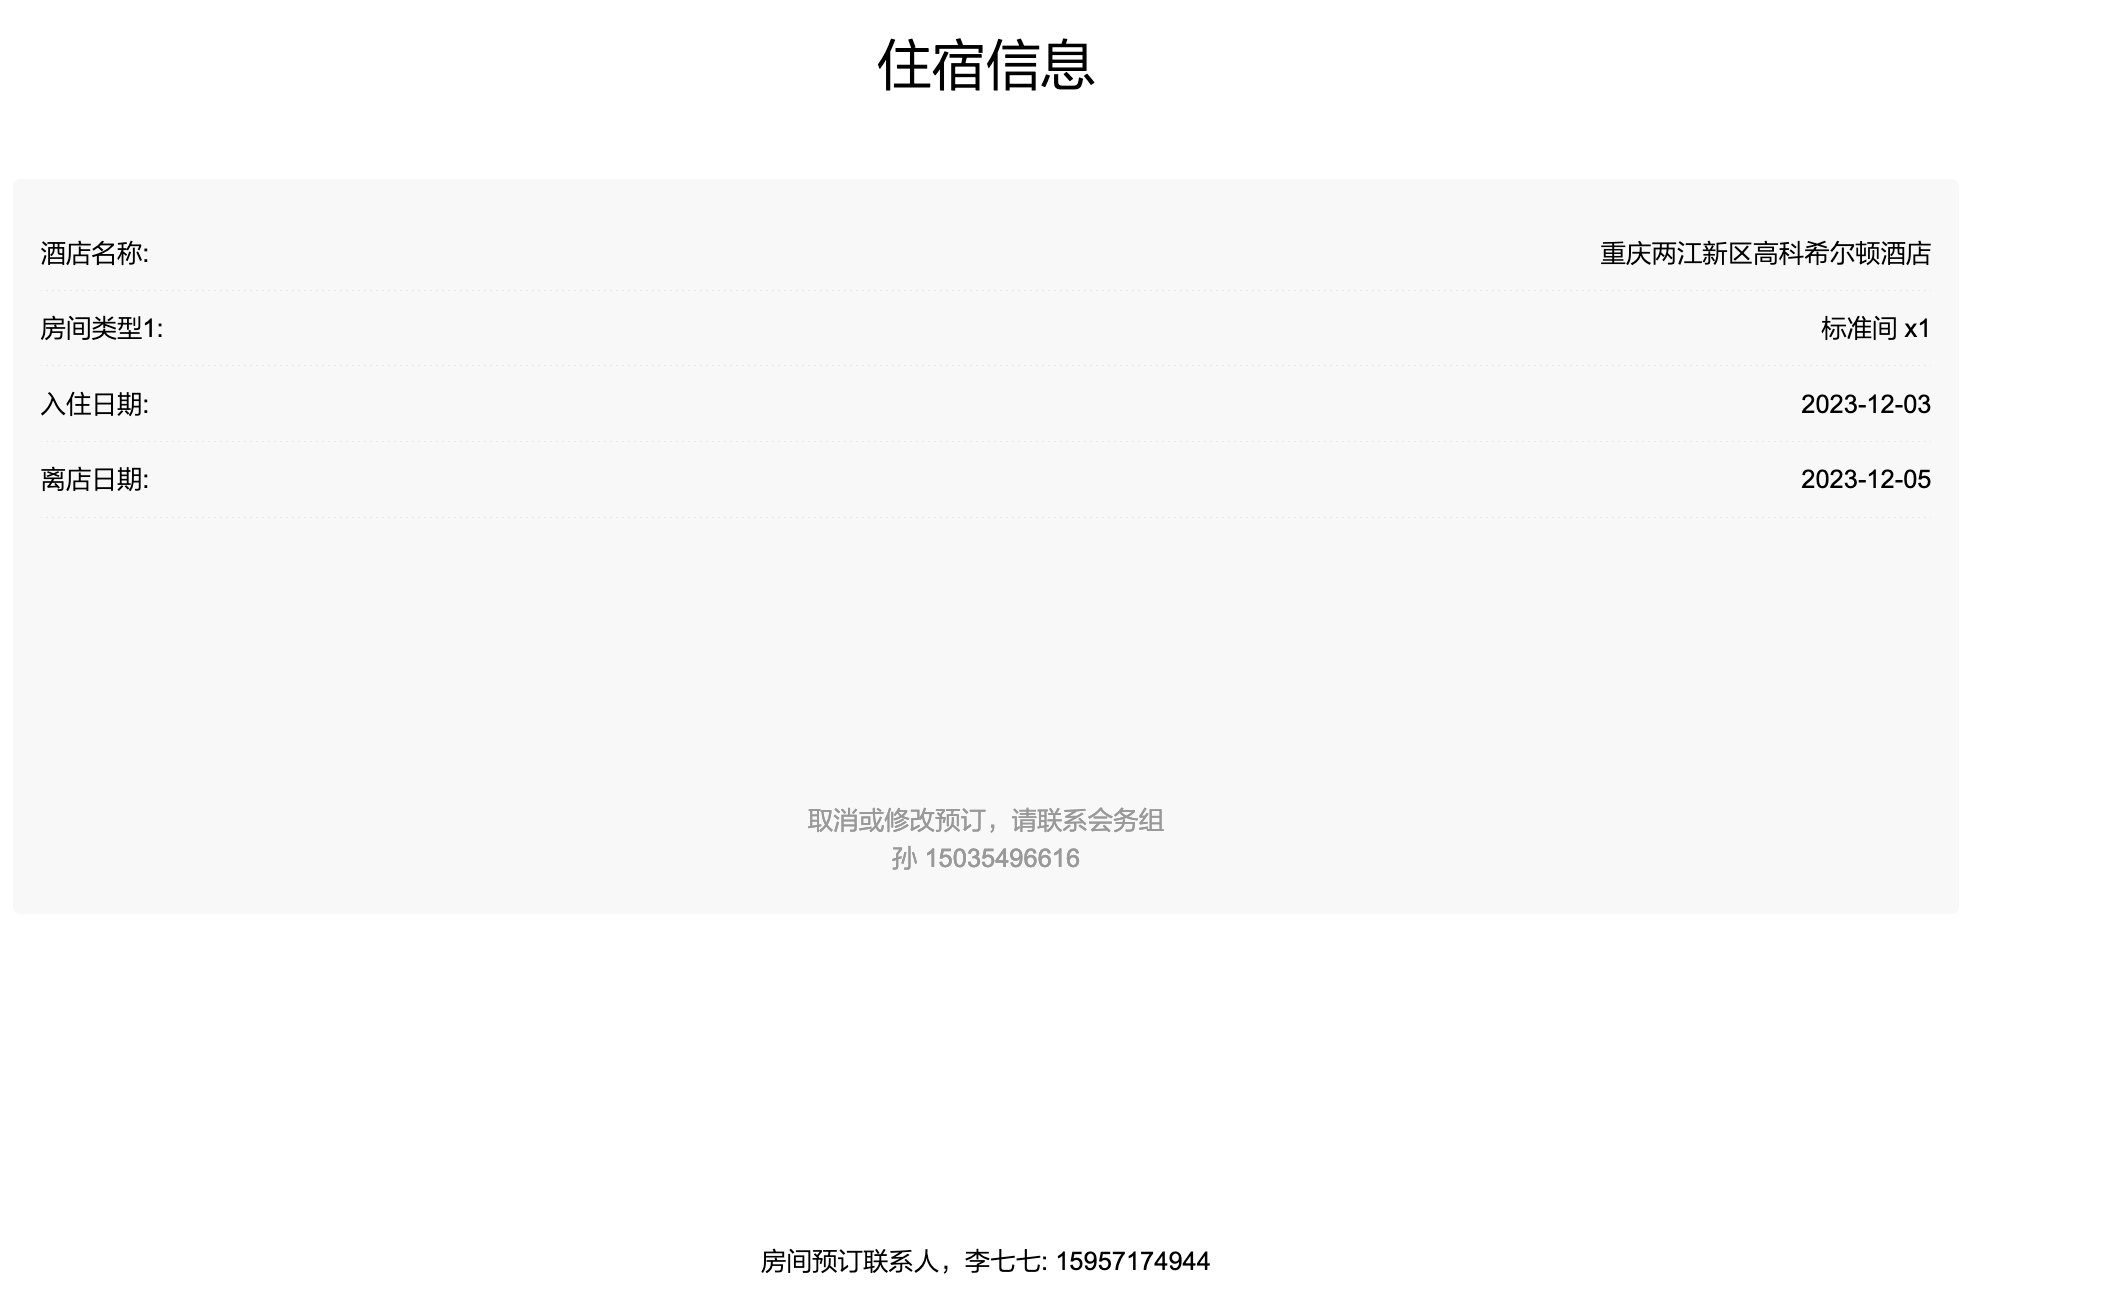 住宿信息
酒店名称: 重庆两江新区高科希尔顿酒店
房间类型1: 标准间 x1
入住日期: 2023-12-03
离店日期: 2023-12-05
取消或修改预订，请联系会务组
孙 15035496616
房间预订联系人，李七七: 15957174944